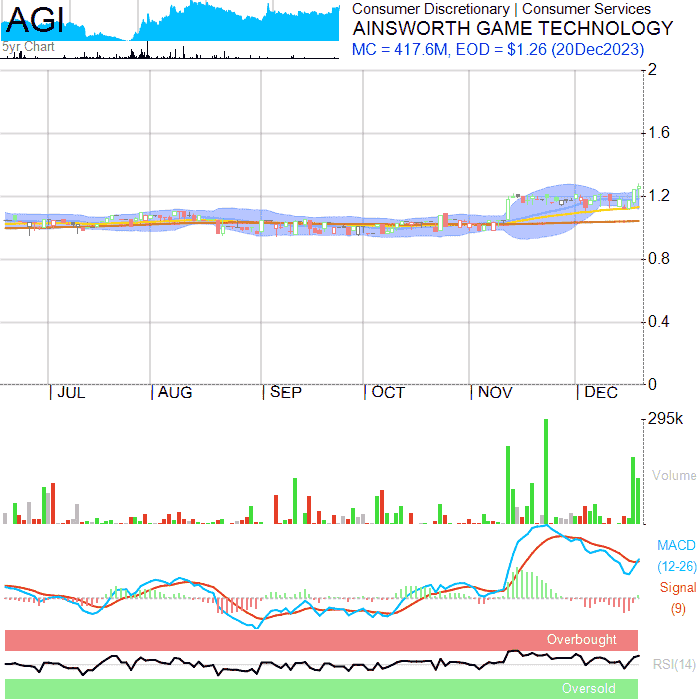 AGI
5yr Chart
Consumer Discretionary | Consumer Services
AINSWORTH GAME TECHNOLOGY
MC = 417.6M, EOD = $1.26 (20Dec2023)
2
1.6
1.2
0.8
0.4
0
JUL AUG SEP OCT NOV DEC
295k
Volume
MACD
(12-26)
Signal
(9)
Overbought
RSI(14)
Oversold